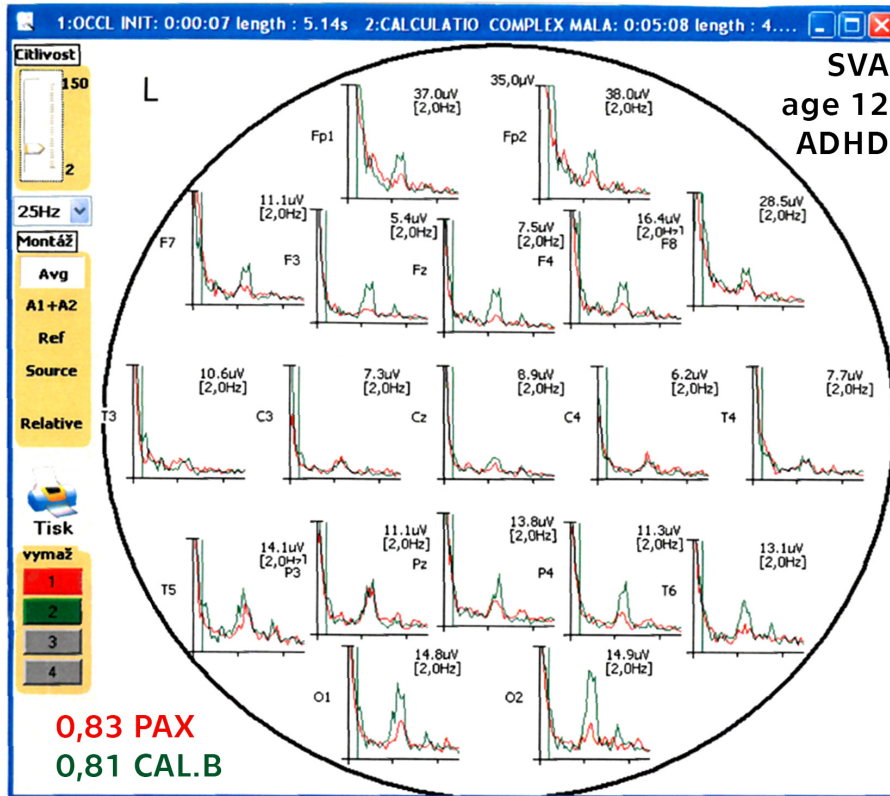 1:OCCL INIT: 0:00:07 length : 5.14s 2:CALCULATIO COMPLEX MALA: 0:05:08 length : 4....
Citlivost
150
2
25Hz
Montáž
Avg
A1+A2
Ref
Source
Relative
Tisk
vymaž
1
2
3
4
L
SVA
age 12
ADHD
Fp1
37.0uV
[2,0Hz]
35,0µV
Fp2
38.0uV
[2,0Hz]
F7
11.1uV
[2,0Hz]
F3
5.4uV
[2,0Hz]
Fz
7.5uV
[2,0Hz]
F4
16.4uV
[2,0Hz]
F8
28.5uV
[2,0Hz]
T3
10.6uV
[2,0Hz]
C3
7.3uV
[2,0Hz]
Cz
8.9uV
[2,0Hz]
C4
6.2uV
[2,0Hz]
T4
7.7uV
[2,0Hz]
T5
14.1uV
[2,0Hz]
P3
11.1uV
[2,0Hz]
Pz
13.8uV
[2,0Hz]
P4
11.3uV
[2,0Hz]
T6
13.1uV
[2,0Hz]
O1
14.8uV
[2,0Hz]
O2
14.9uV
[2,0Hz]
0,83 PAX
0,81 CAL.B